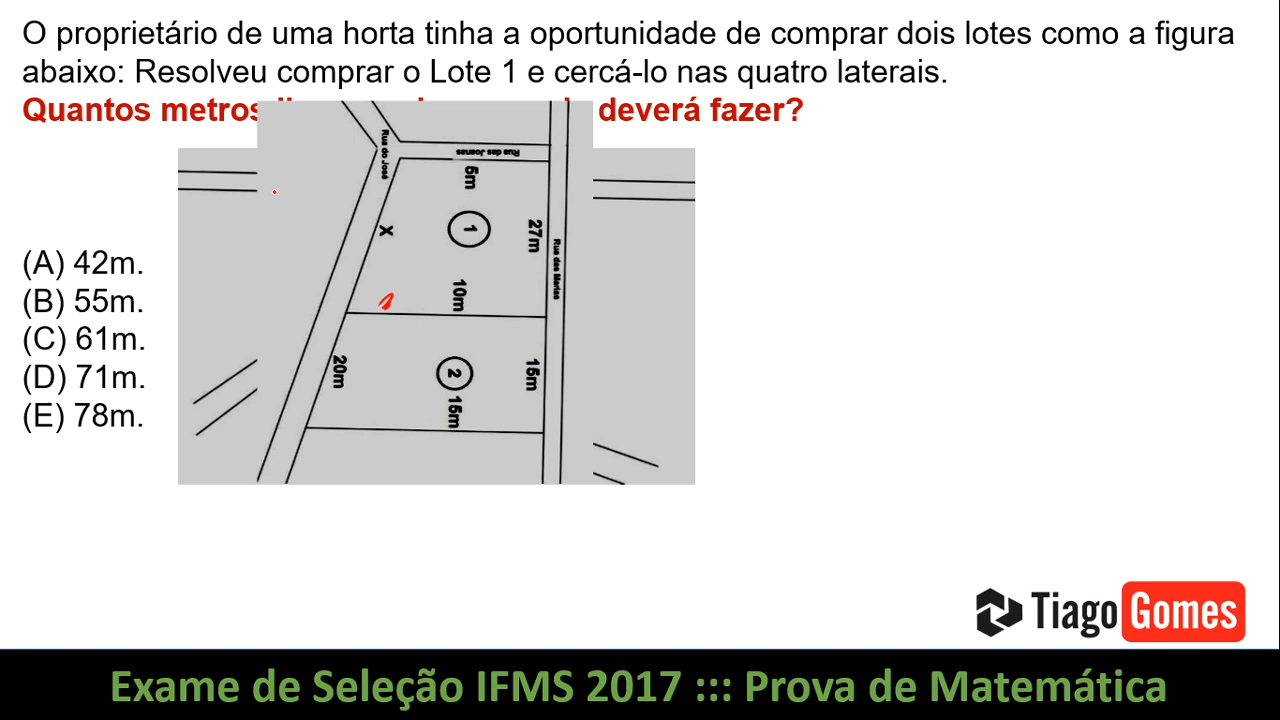 O proprietário de uma horta tinha a oportunidade de comprar dois lotes como a figura
abaixo: Resolveu comprar o Lote 1 e cercá-lo nas quatro laterais.
Quantos metros deverá fazer?
Rua do José
Rua das Joanas
5m
1
27m
X
Rua das Marias
10m
20m
2
15m
15m
(A) 42m.
(B) 55m.
(C) 61m.
(D) 71m.
(E) 78m.
Tiago Gomes
Exame de Seleção IFMS 2017 ::: Prova de Matemática